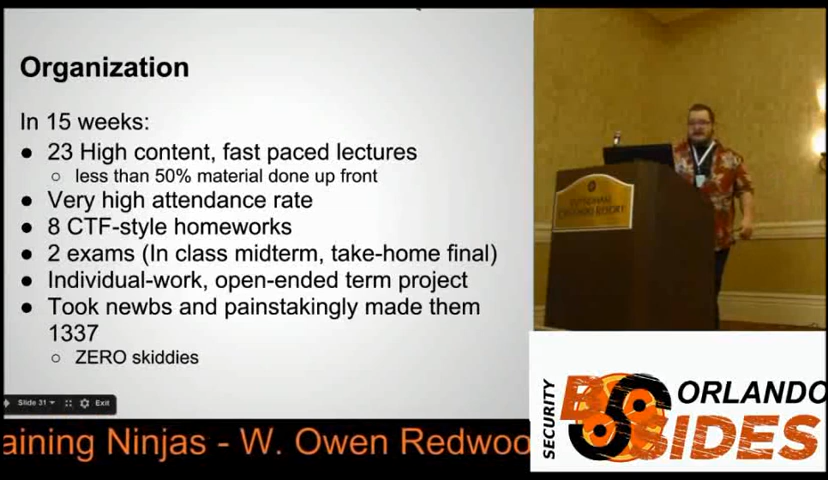 Organization
In 15 weeks:
● 23 High content, fast paced lectures
○ less than 50% material done up front
● Very high attendance rate
● 8 CTF-style homeworks
● 2 exams (In class midterm, take-home final)
● Individual-work, open-ended term project
● Took newbs and painstakingly made them
1337
○ ZERO skiddies
Slide 31
Exit
aining Ninjas - W. Owen Redwoo
ORLANDO RESORT
SECURITY
BSIDES
ORLANDO